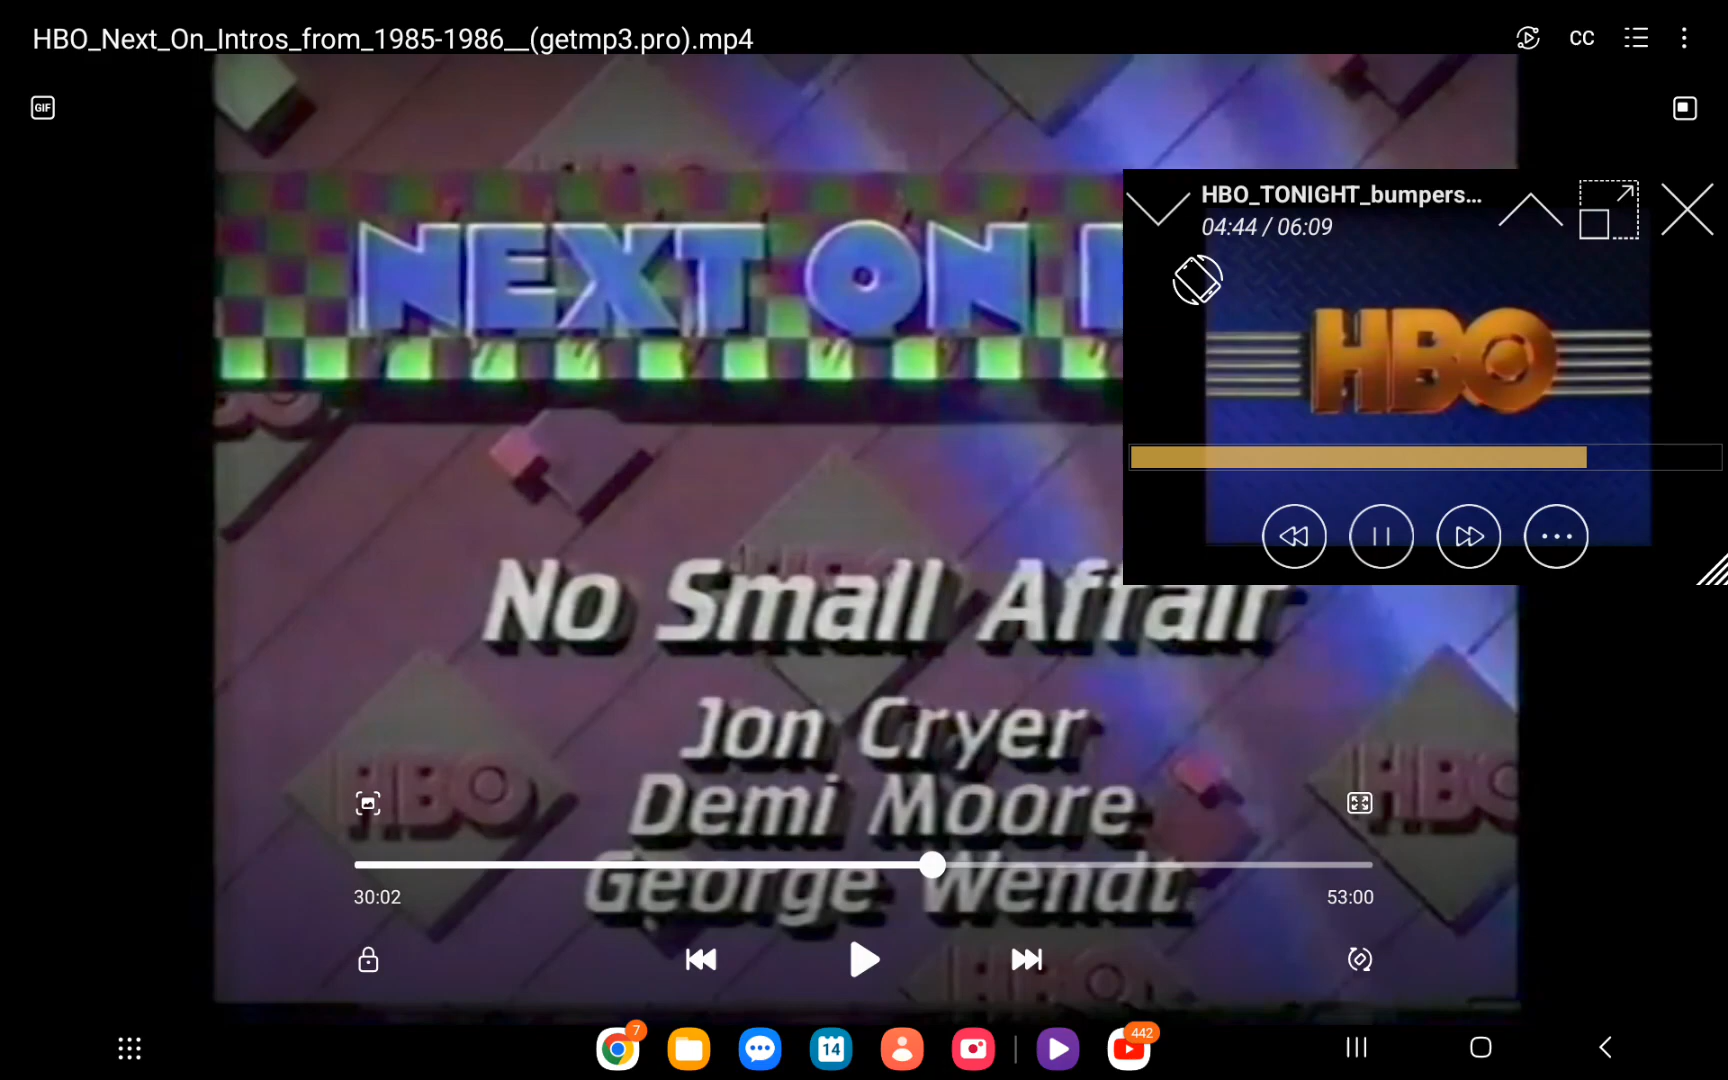 HBO_Next_On_Intros_from_1985-1986__(getmp3.pro).mp4
CC
GIF
NEXT ON
HBO_TONIGHT_bumpers...
04:44 / 06:09
HBO
No Small Affair
Jon Cryer
Demi Moore
George Wendt
HBO
HBO
30:02
53:00
7
14
442